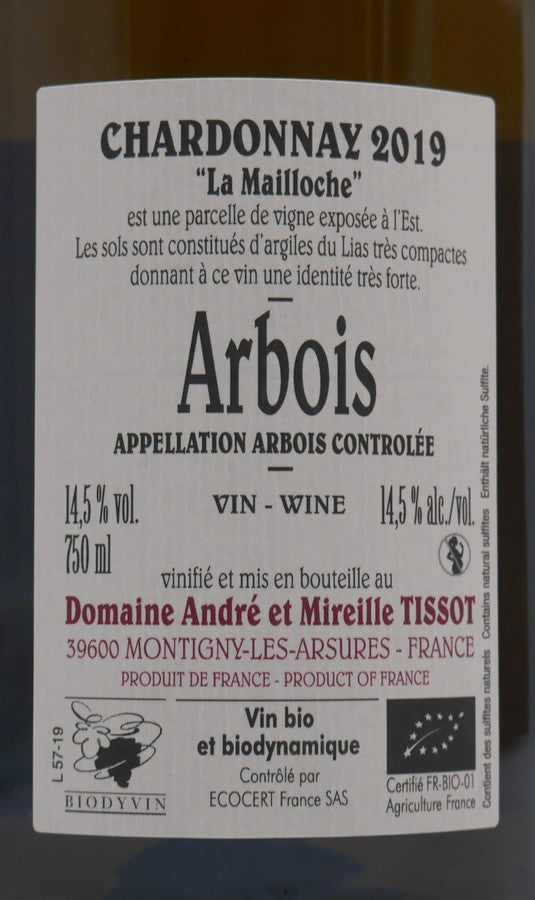 CHARDONNAY 2019
“La Mailloche”
est une parcelle de vigne exposée à l’Est.
Les sols sont constitués d’argiles du Lias très compactes
donnant à ce vin une identité très forte.
Arbois
APPELLATION ARBOIS CONTROLÉE
14,5 % vol.
VIN - WINE
14,5 % alc./vol.
750 ml
vinifié et mis en bouteille au
Domaine André et Mireille TISSOT
39600 MONTIGNY-LES-ARSURES - FRANCE
PRODUIT DE FRANCE - PRODUCT OF FRANCE
L 57-19
BIODYVIN
Vin bio
et biodynamique
Contrôlé par
ECOCERT France SAS
Certifié FR-BIO-01
Agriculture France
Contient des sulfites naturels Contains natural sulfites Enthält natürliche Sulfite.